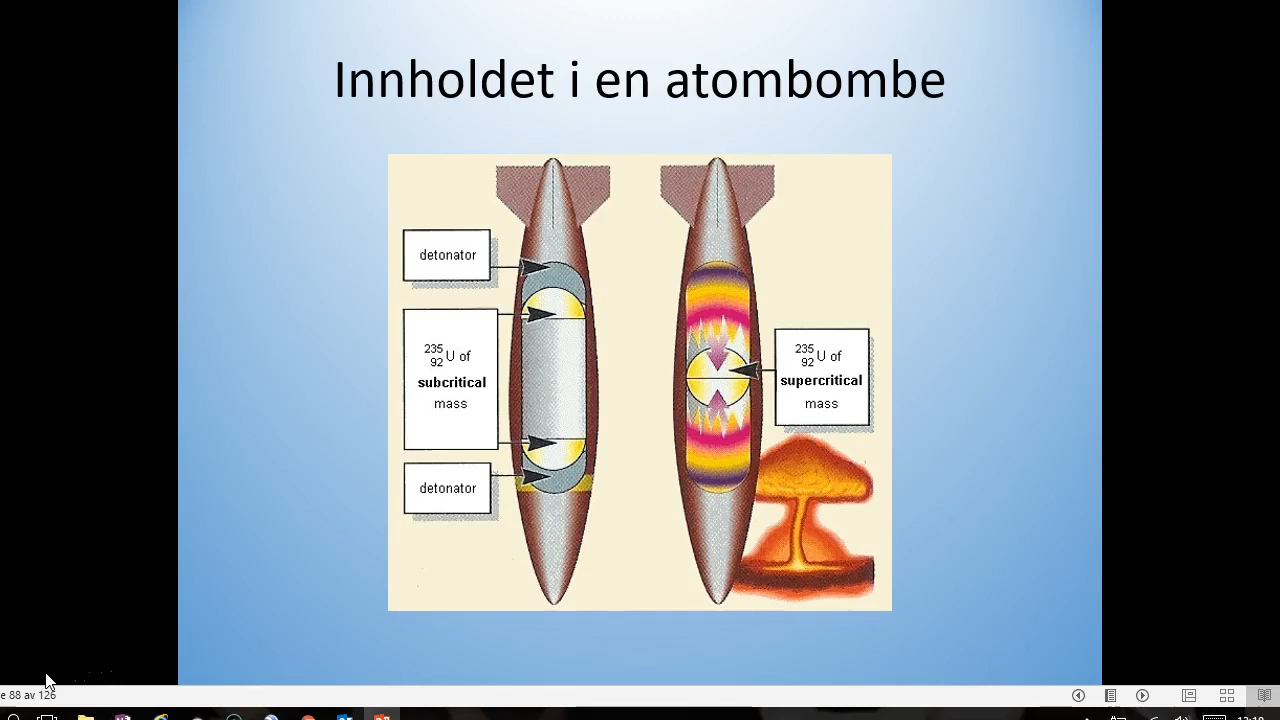 Innholdet i en atombombe
detonator
235
92 U of
subcritical
mass
detonator
235
92 U of
supercritical
mass
e 88 av 126